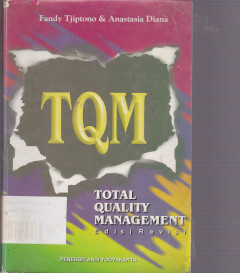 Fandy Tjiptono & Anastasia Diana
TQM
TOTAL
QUALITY
MANAGEMENT
Edisi Revisi
PENERBIT ANDI YOGYAKARTA